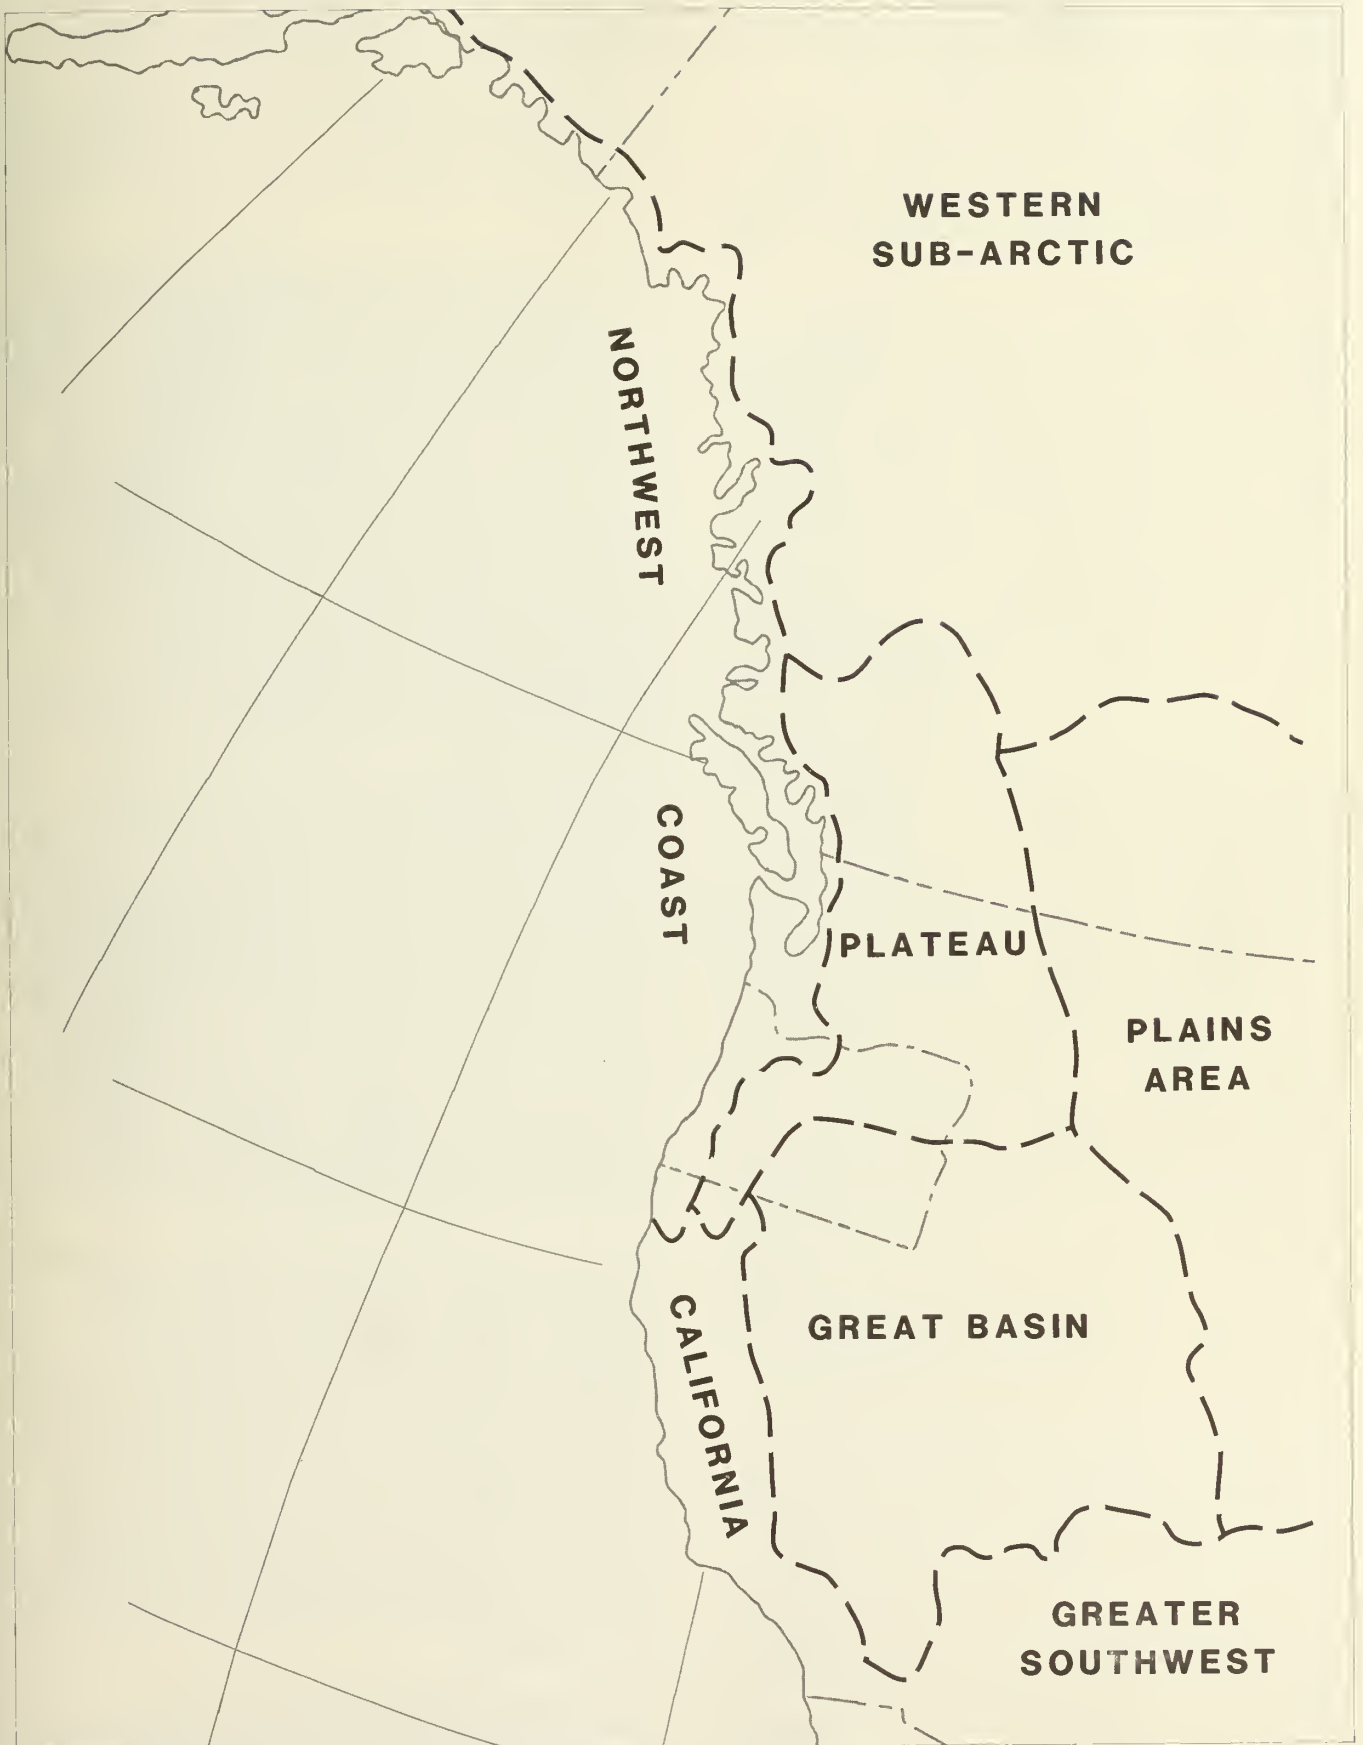 WESTERN
SUB-ARCTIC
NORTHWEST
COAST
PLATEAU
PLAINS
AREA
GREAT BASIN
CALIFORNIA
GREATER
SOUTHWEST